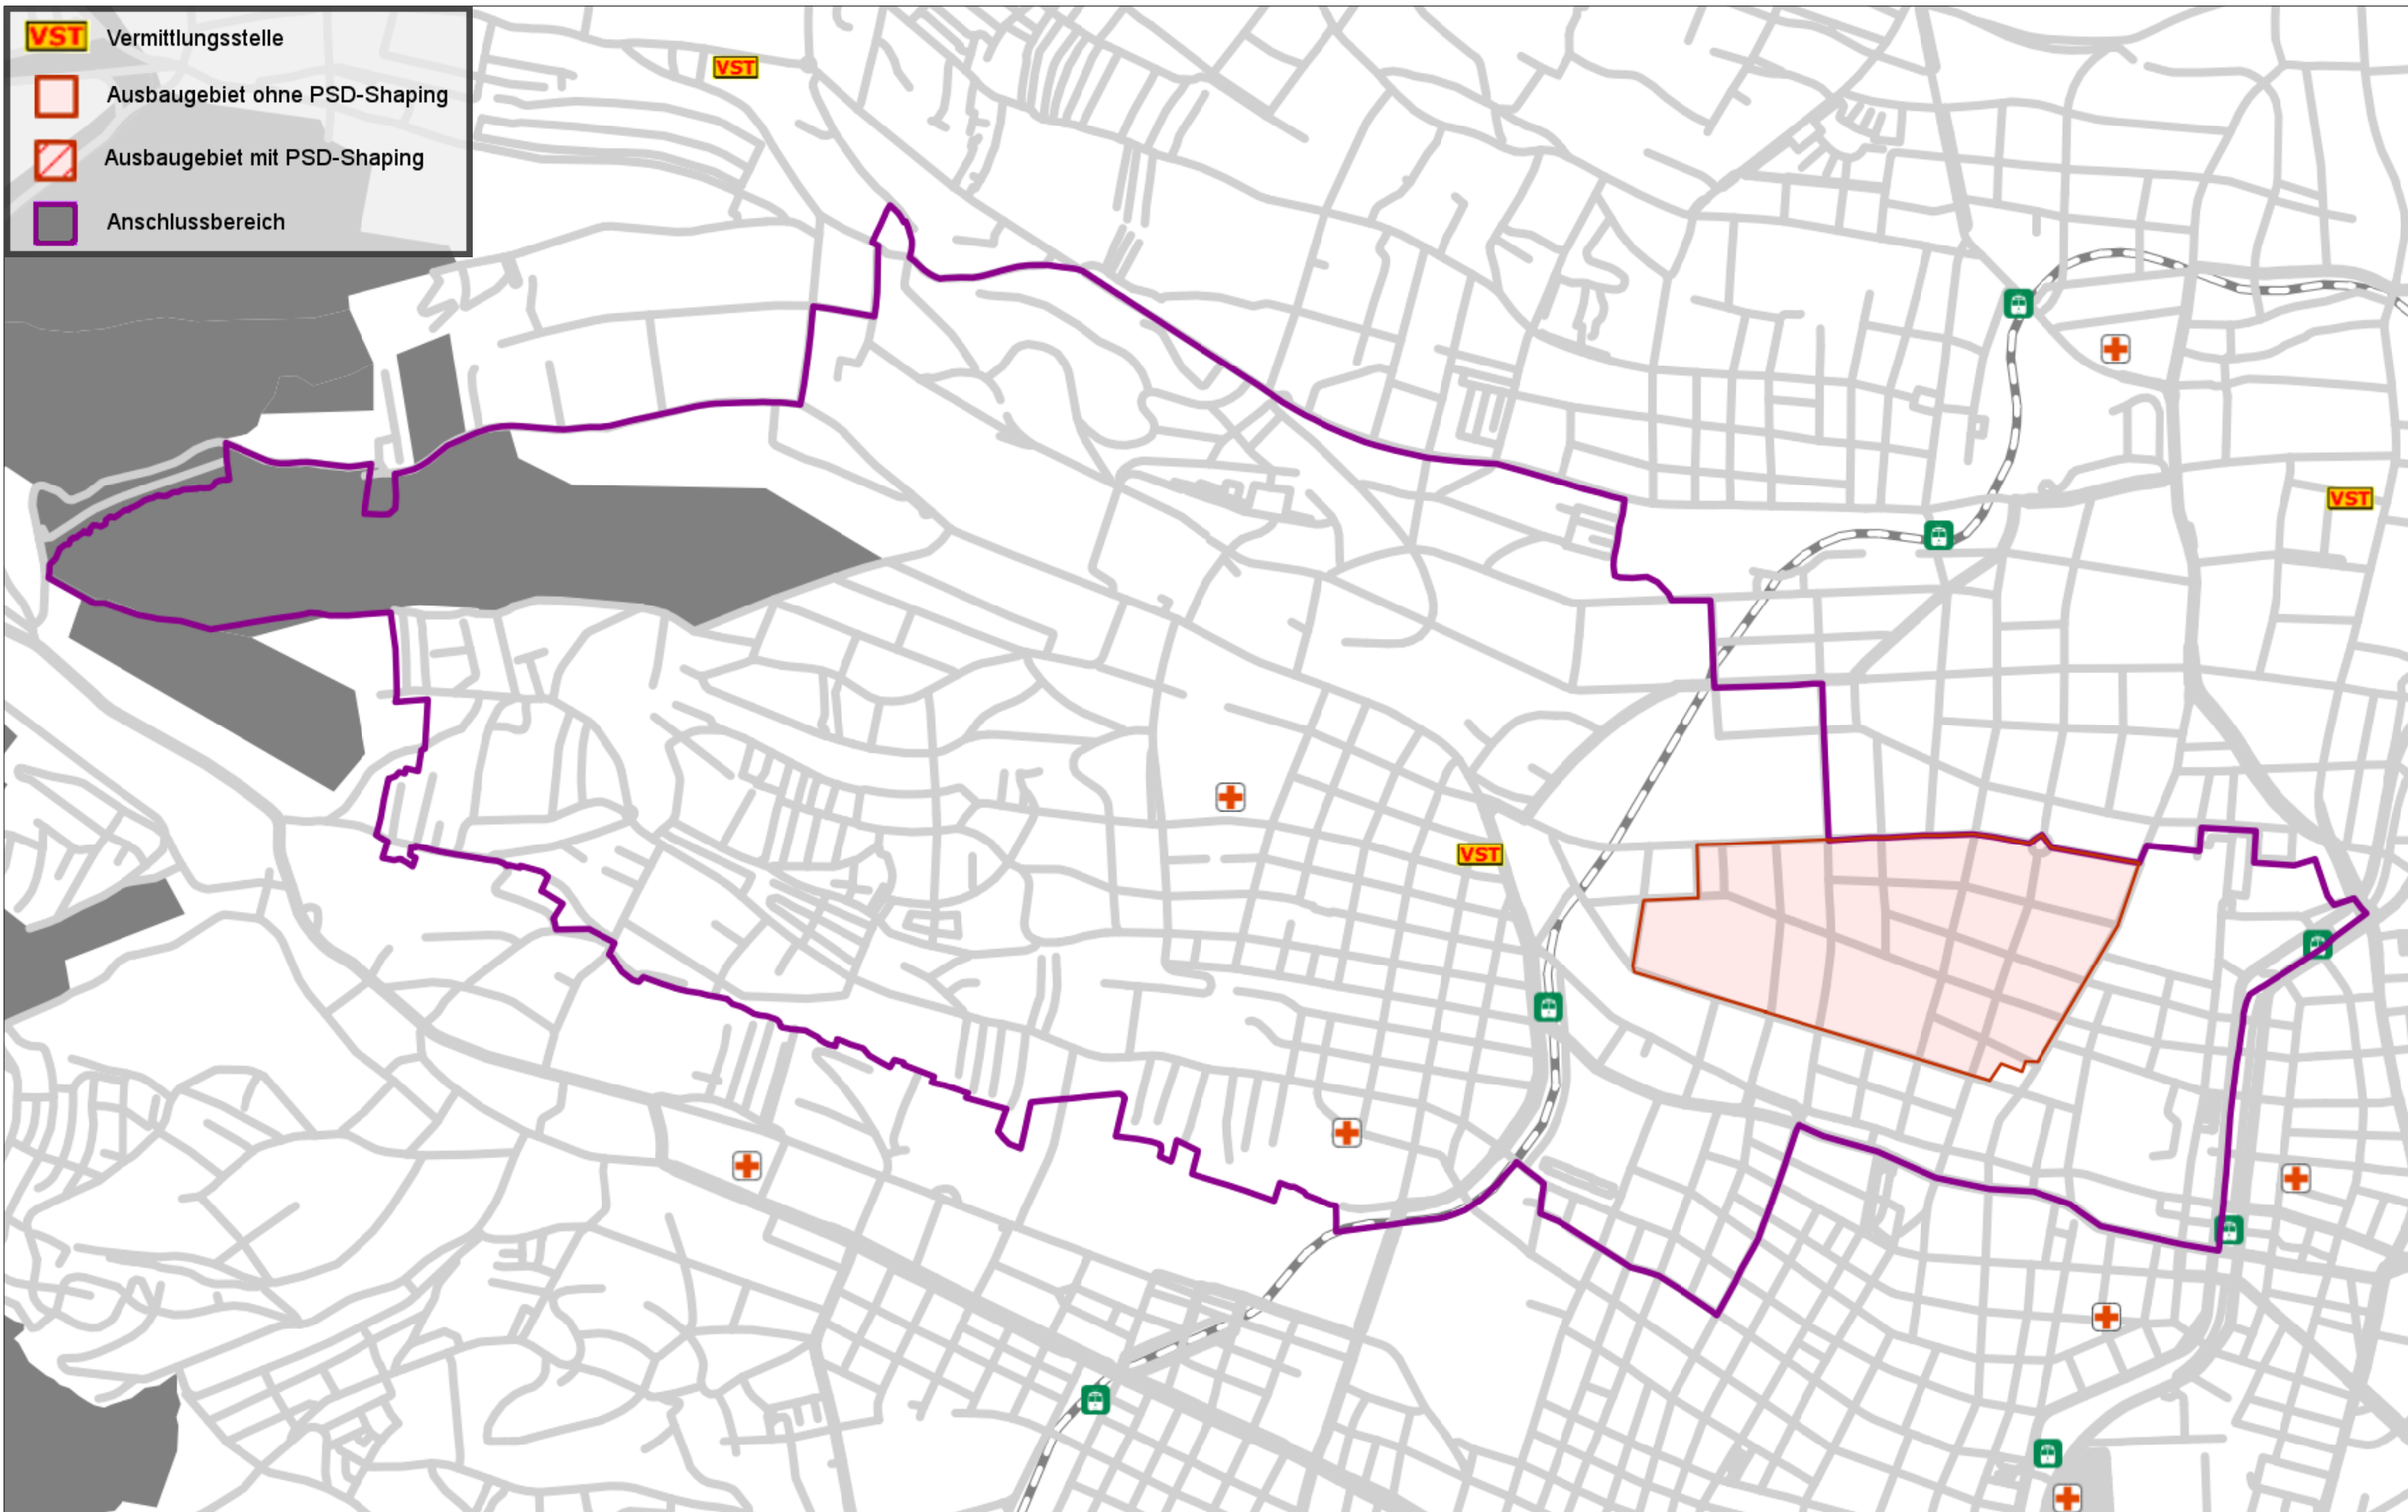 VST Vermittlungsstelle
Ausbaugebiet ohne PSD-Shaping
Ausbaugebiet mit PSD-Shaping
Anschlussbereich
VST
VST
VST